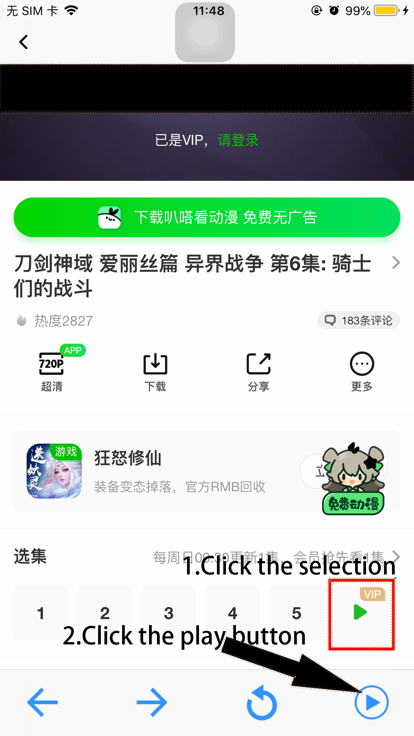 无 SIM 卡
11:48
99%
已是VIP，请登录
下载叭嗒看动漫 免费无广告
刀剑神域 爱丽丝篇 异界战争 第6集: 骑士
们的战斗
热度2827
183条评论
720P
APP
超清
下载
分享
更多
送妖灵
游戏
狂怒修仙
装备变态掉落，官方RMB回收
立
免费动漫
选集
每周日00:30更新1集，会员抢先看1集
1.Click the selection
VIP
1 2 3 4 5
2.Click the play button